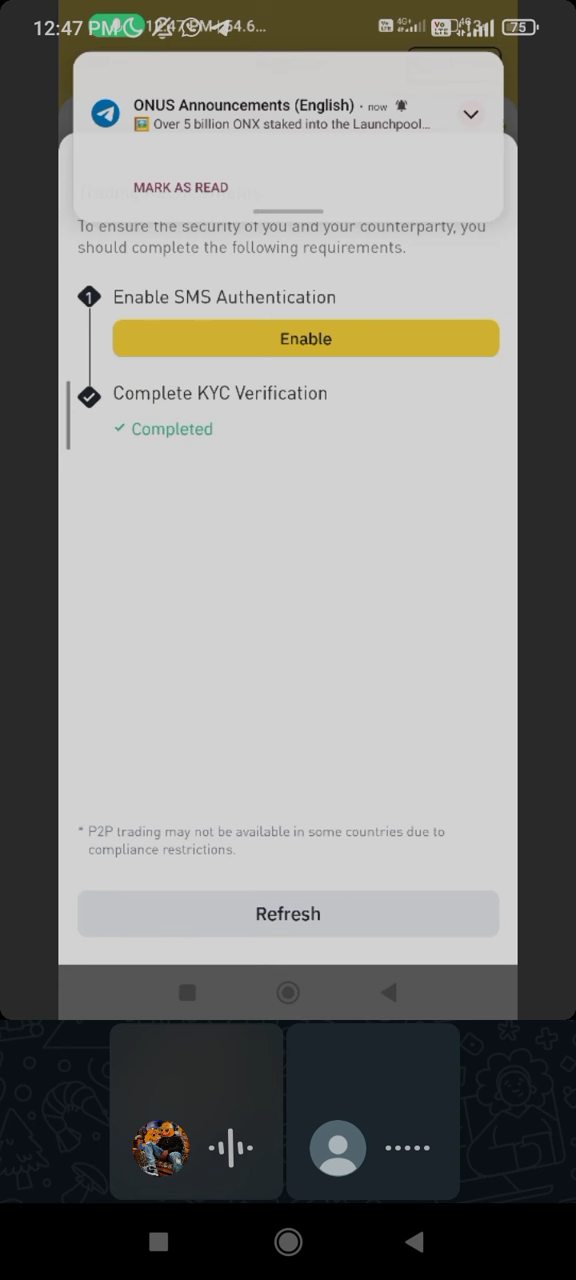 12:47 PM
75
ONUS Announcements (English) • now
Over 5 billion ONX staked into the Launchpool...
MARK AS READ
To ensure the security of you and your counterparty, you
should complete the following requirements.
1 Enable SMS Authentication
Enable
Complete KYC Verification
Completed
* P2P trading may not be available in some countries due to
compliance restrictions.
Refresh